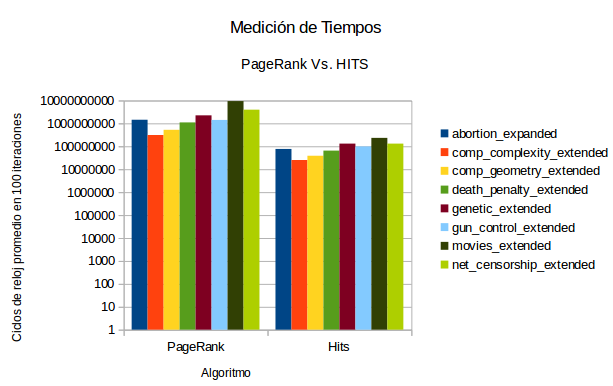 Medición de Tiempos
PageRank Vs. HITS
Ciclos de reloj promedio en 100 iteraciones
10000000000
1000000000
100000000
10000000
1000000
100000
10000
1000
100
10
1
PageRank
Hits
Algoritmo
abortion_expanded
comp_complexity_extended
comp_geometry_extended
death_penalty_extended
genetic_extended
gun_control_extended
movies_extended
net_censorship_extended